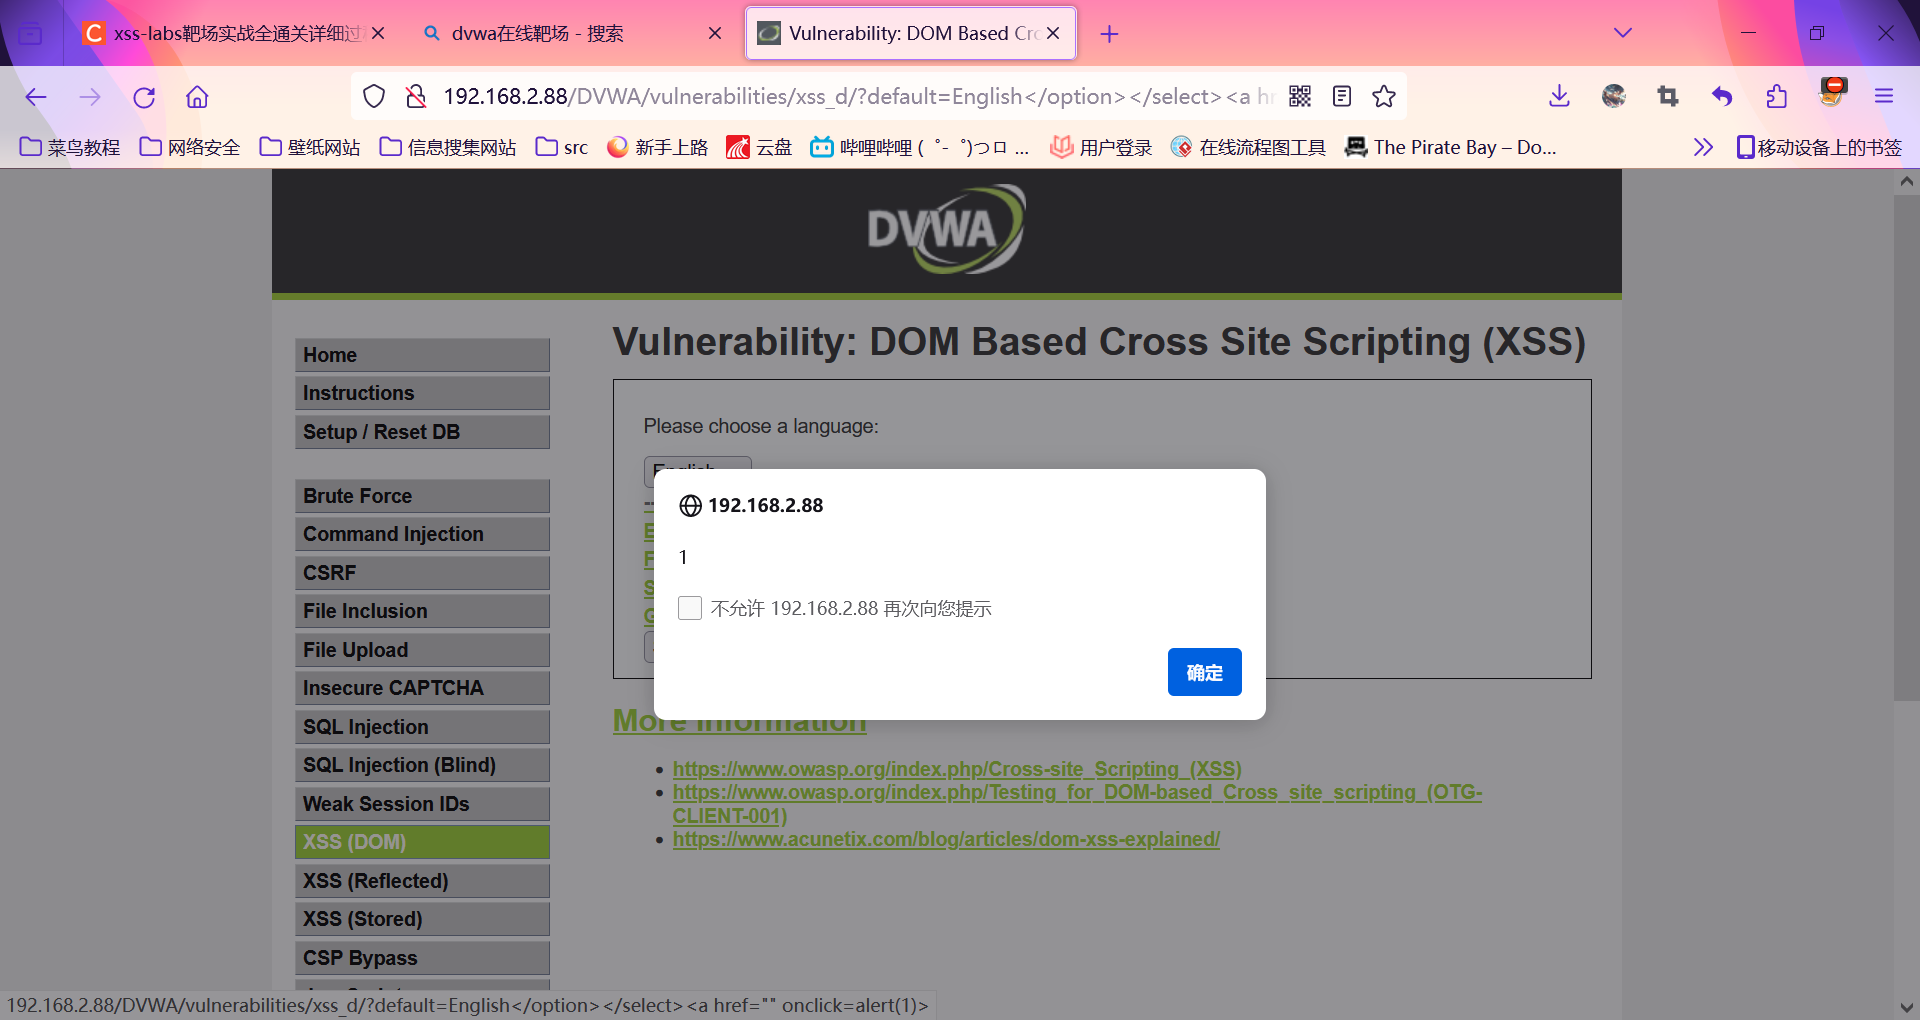 xss-labs靶场实战全通关详细过
dvwa在线靶场 - 搜索
Vulnerability: DOM Based Cro
192.168.2.88/DVWA/vulnerabilities/xss_d/?default=English</option></select><a hr
菜鸟教程 网络安全 壁纸网站 信息搜集网站 src 新手上路 云盘 哔哩哔哩 ( ゜- ゜)つロ ... 用户登录 在线流程图工具 The Pirate Bay – Do... 移动设备上的书签
DVWA
Vulnerability: DOM Based Cross Site Scripting (XSS)
Home
Instructions
Setup / Reset DB
Brute Force
Command Injection
CSRF
File Inclusion
File Upload
Insecure CAPTCHA
SQL Injection
SQL Injection (Blind)
Weak Session IDs
XSS (DOM)
XSS (Reflected)
XSS (Stored)
CSP Bypass
Please choose a language:
English
192.168.2.88
1
不允许 192.168.2.88 再次向您提示
确定
More Information
https://www.owasp.org/index.php/Cross-site_Scripting_(XSS)
https://www.owasp.org/index.php/Testing_for_DOM-based_Cross_site_scripting_(OTG-
CLIENT-001)
https://www.acunetix.com/blog/articles/dom-xss-explained/
192.168.2.88/DVWA/vulnerabilities/xss_d/?default=English</option></select><a href="" onclick=alert(1)>